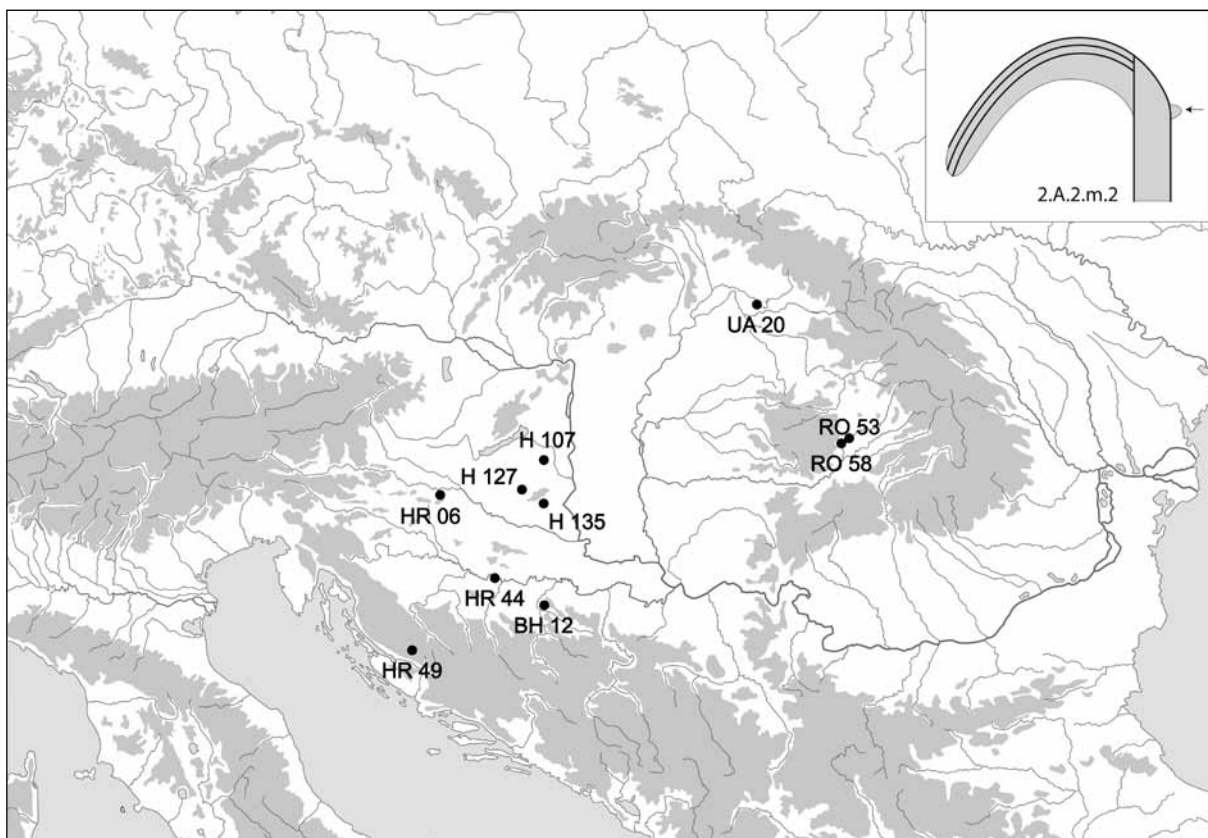 2.A.2.m.2
UA 20
RO 53
RO 58
H 107
H 127
HR 06
H 135
HR 44
BH 12
HR 49